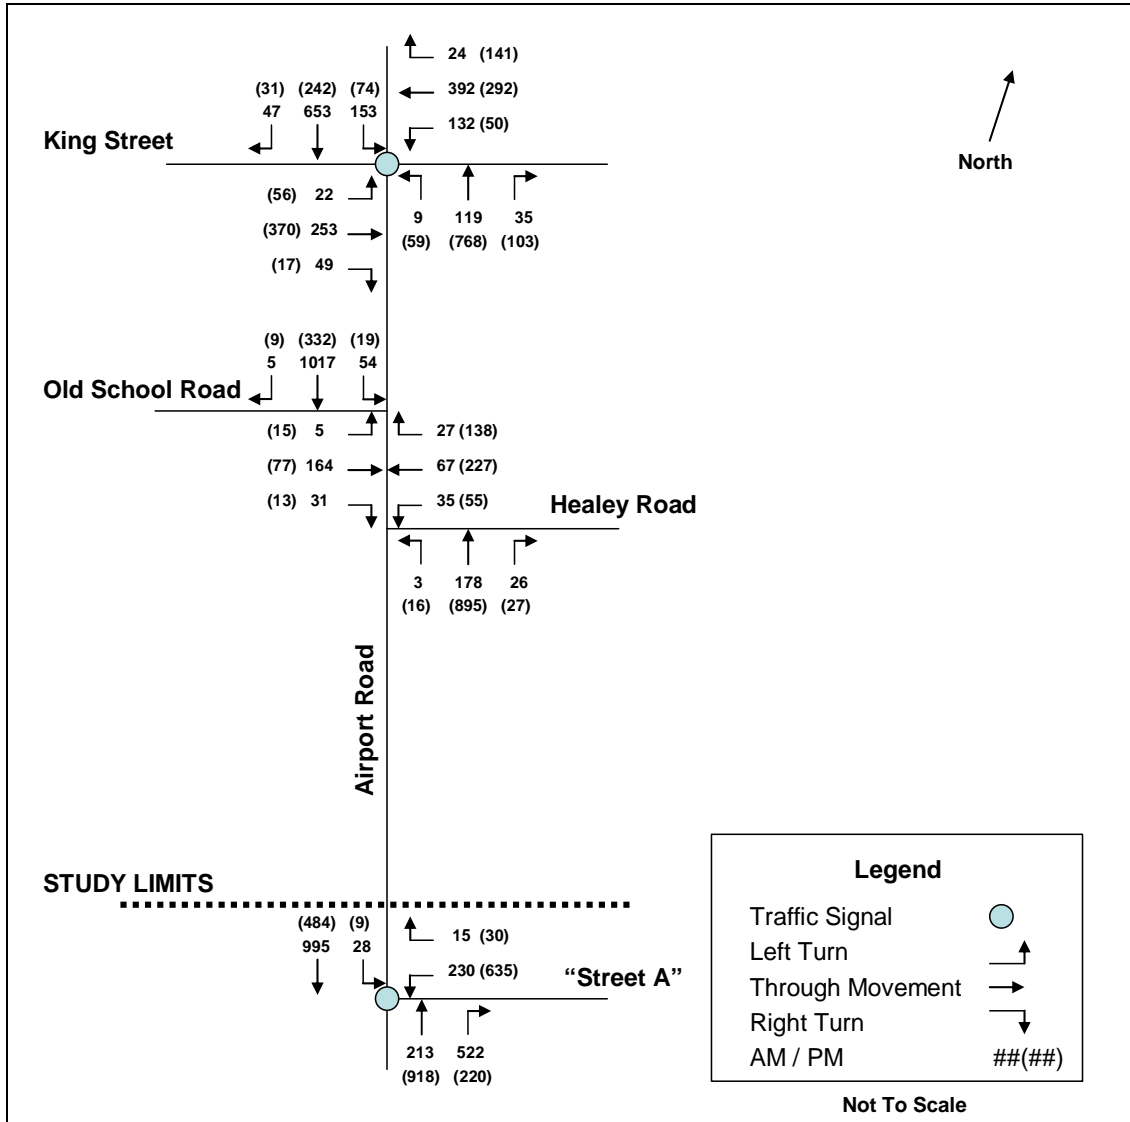 24 (141)
(31) (242) (74)
392 (292)
47 653 153
132 (50)
King Street
North
(56) 22
9 119 35
(370) 253
(59) (768) (103)
(17) 49
(9) (332) (19)
5 1017 54
Old School Road
(15) 5
27 (138)
(77) 164
67 (227)
(13) 31
35 (55)
Healey Road
3 178 26
(16) (895) (27)
Airport Road
STUDY LIMITS
(484) (9)
15 (30)
995 28
230 (635)
“Street A”
213 522
(918) (220)
Legend
Traffic Signal
Left Turn
Through Movement
Right Turn
AM / PM ##(##)
Not To Scale